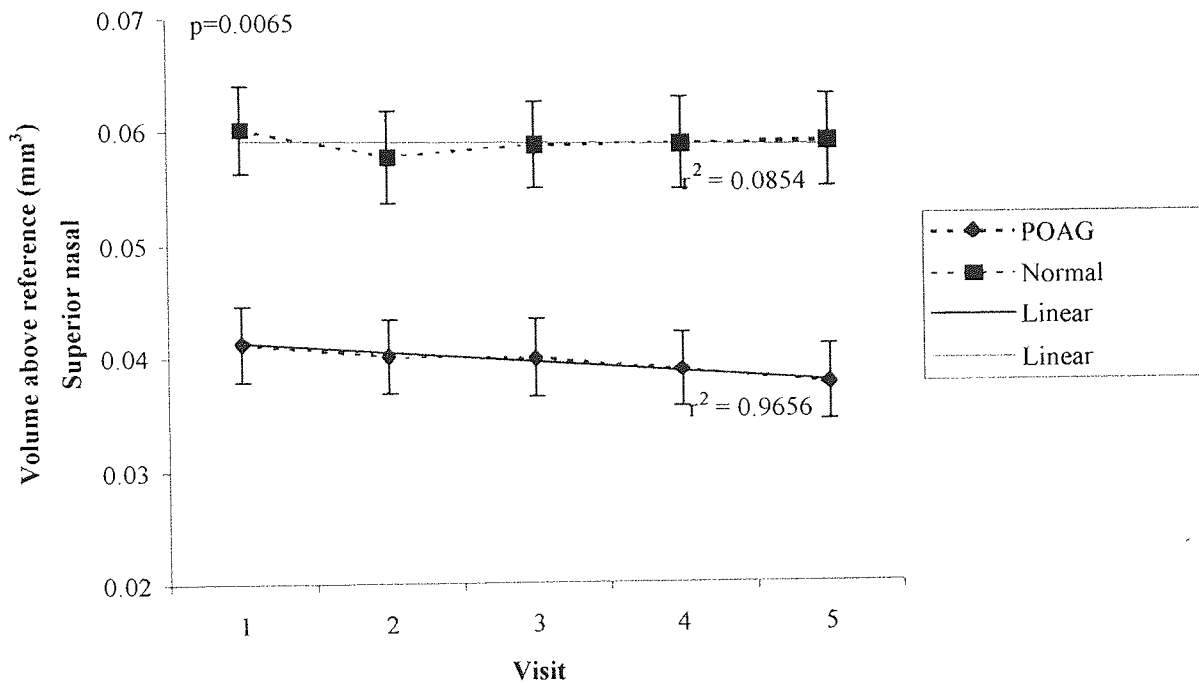 p=0.0065
Volume above reference (mm³)
Superior nasal
0.07
0.06
0.05
0.04
0.03
0.02
r² = 0.0854
r² = 0.9656
1 2 3 4 5
Visit
POAG
Normal
Linear
Linear